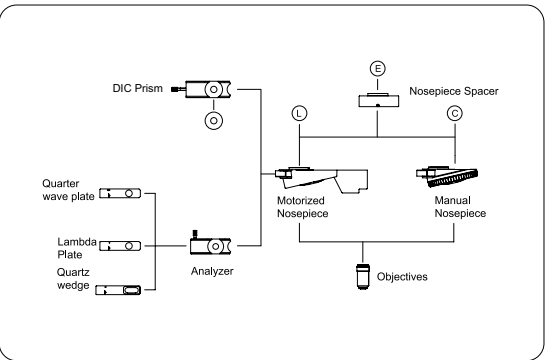 E
DIC Prism
Nosepiece Spacer
L
C
Quarter
wave plate
Motorized
Nosepiece
Manual
Nosepiece
Lambda
Plate
Analyzer
Quartz
wedge
Objectives